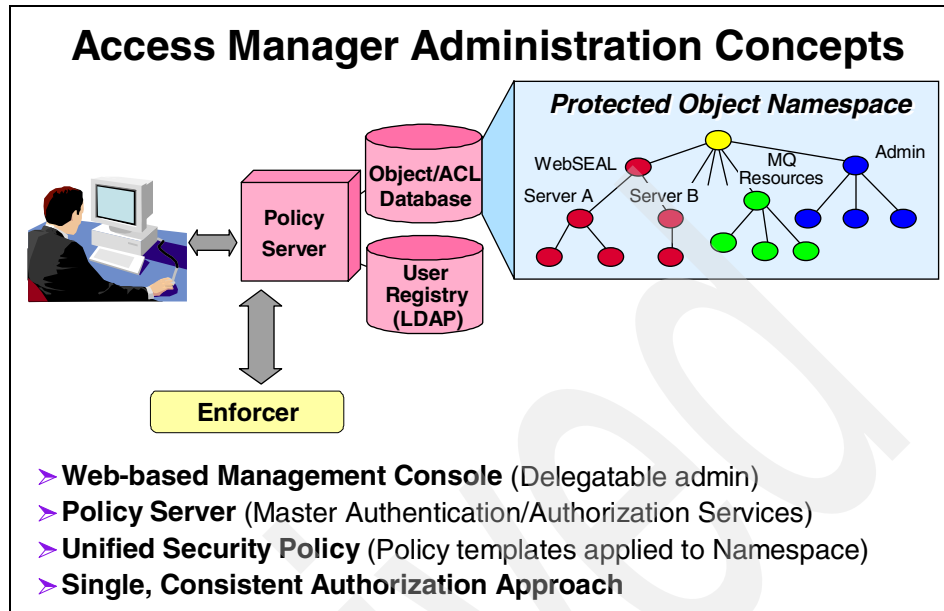 Access Manager Administration Concepts
Protected Object Namespace
WebSEAL
MQ
Resources
Admin
Server A
Server B
Object/ACL
Database
Policy
Server
User
Registry
(LDAP)
Enforcer
➢ Web-based Management Console (Delegatable admin)
➢ Policy Server (Master Authentication/Authorization Services)
➢ Unified Security Policy (Policy templates applied to Namespace)
➢ Single, Consistent Authorization Approach